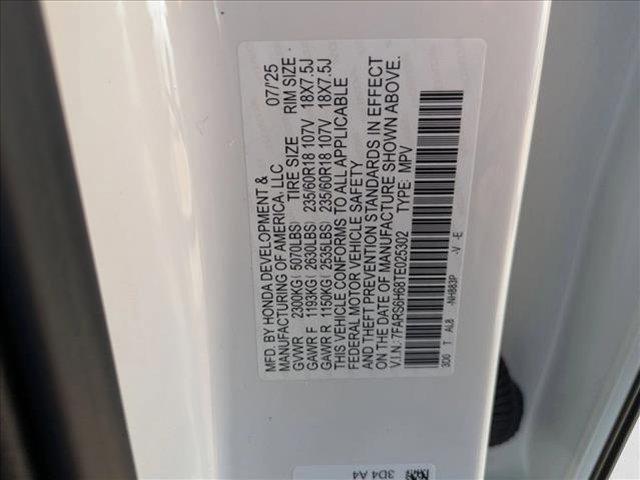 MFD. BY HONDA DEVELOPMENT & 07/'25
MANUFACTURING OF AMERICA, LLC
GVWR 2300KG( 5070LBS) TIRE SIZE RIM SIZE
GAWR F 1193KG( 2630LBS) 235/60R18 107V 18X7.5J
GAWR R 1150KG( 2535LBS) 235/60R18 107V 18X7.5J
THIS VEHICLE CONFORMS TO ALL APPLICABLE
FEDERAL MOTOR VEHICLE SAFETY
AND THEFT PREVENTION STANDARDS IN EFFECT
ON THE DATE OF MANUFACTURE SHOWN ABOVE.
V.I.N.: 7FARS6H68TE025302 TYPE: MPV
3D0 T AL8 -NH883P -V -E
3D4 A4